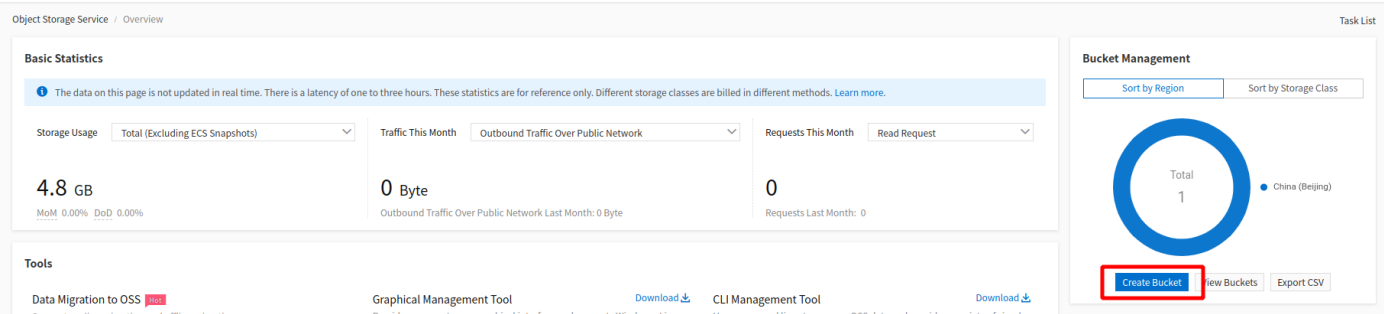 Object Storage Service / Overview
Task List
Basic Statistics
The data on this page is not updated in real time. There is a latency of one to three hours. These statistics are for reference only. Different storage classes are billed in different methods. Learn more.
Storage Usage Total (Excluding ECS Snapshots)
Traffic This Month Outbound Traffic Over Public Network
Requests This Month Read Request
4.8 GB
0 Byte
0
MoM 0.00% DoD 0.00%
Outbound Traffic Over Public Network Last Month: 0 Byte
Requests Last Month: 0
Bucket Management
Sort by Region Sort by Storage Class
Total
1
China (Beijing)
Create Bucket View Buckets Export CSV
Tools
Data Migration to OSS Hot
Graphical Management Tool Download
CLI Management Tool Download